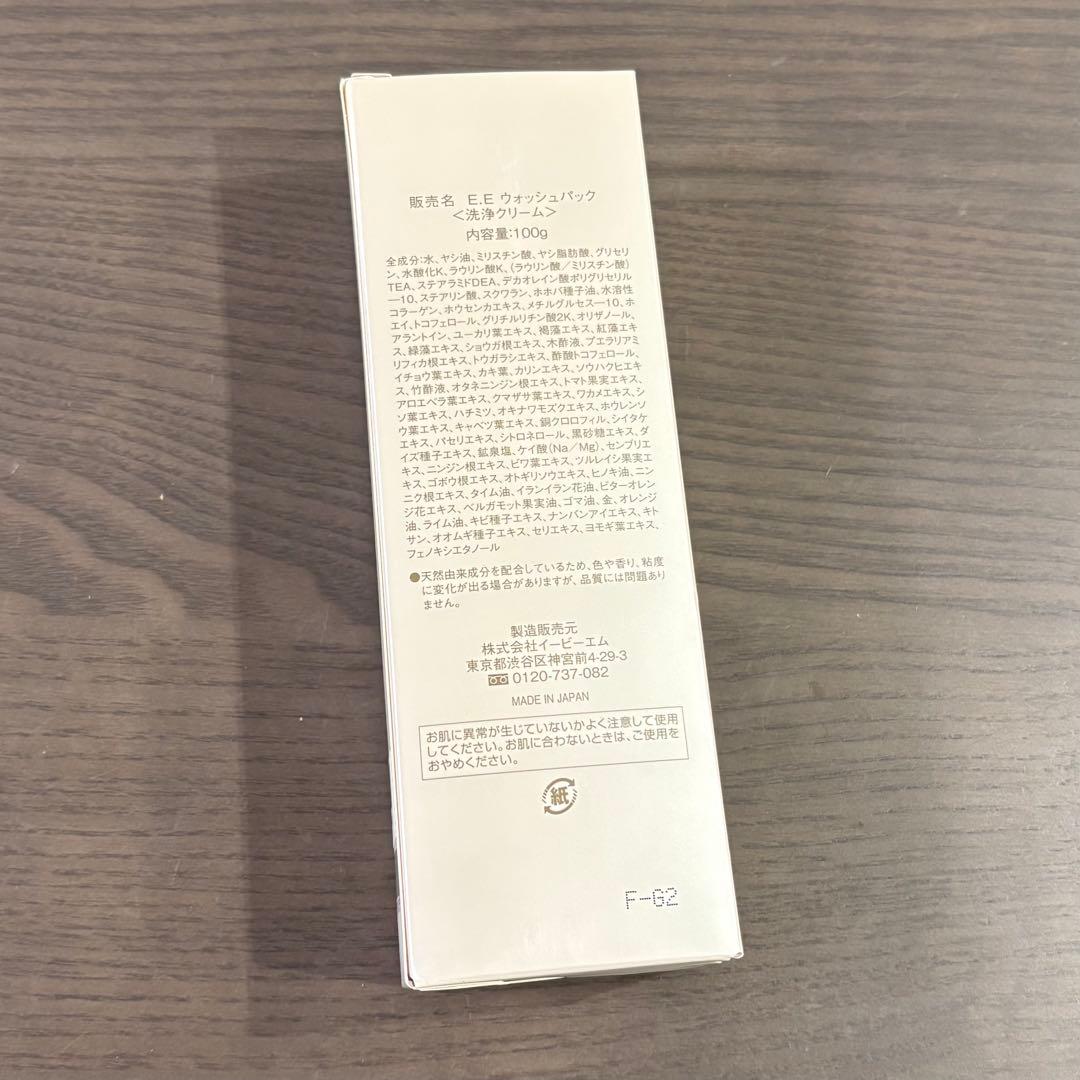 販売名 E.E ウォッシュパック
<洗浄クリーム>
内容量:100g
全成分:水、ヤシ油、ミリスチン酸、ヤシ脂肪酸、グリセリ
ン、水酸化K、ラウリン酸K、(ラウリン酸/ミリスチン酸)
TEA、ステアラミドDEA、デカオレイン酸ポリグリセリル
—10、ステアリン酸、スクワラン、ホホバ種子油、水溶性
コラーゲン、ホウセンカエキス、メチルグルセス—10、ホ
エイ、トコフェロール、グリチルリチン酸2K、オリザノール、
アラントイン、ユーカリ葉エキス、褐藻エキス、紅藻エキ
ス、緑藻エキス、ショウガ根エキス、木酢液、プエラリアミ
リフィカ根エキス、トウガラシエキス、酢酸トコフェロール、
イチョウ葉エキス、カキ葉、カリンエキス、ソウハクヒエキ
ス、竹酢液、オタネニンジン根エキス、トマト果実エキス、
アロエベラ葉エキス、クマザサ葉エキス、ワカメエキス、シ
ソ葉エキス、ハチミツ、オキナワモズクエキス、ホウレンソ
ウ葉エキス、キャベツ葉エキス、銅クロロフィル、シイタケ
エキス、パセリエキス、シトロネロール、黒砂糖エキス、ダ
イズ種子エキス、鉱泉塩、ケイ酸(Na/Mg)、センブリエ
キス、ニンジン根エキス、ビワ葉エキス、ツルレイシ果実エ
キス、ゴボウ根エキス、オトギリソウエキス、ヒノキ油、ニン
ニク根エキス、タイム油、イランイラン花油、ビターオレン
ジ花エキス、ベルガモット果実油、ゴマ油、金、オレンジ
油、ライム油、キビ種子エキス、ナンバンアイエキス、キト
サン、オオムギ種子エキス、セリエキス、ヨモギ葉エキス、
フェノキシエタノール
●天然由来成分を配合しているため、色や香り、粘度
に変化が出る場合がありますが、品質には問題あり
ません。
製造販売元
株式会社イービーエム
東京都渋谷区神宮前4-29-3
0120-737-082
MADE IN JAPAN
お肌に異常が生じていないかよく注意して使用
してください。お肌に合わないときは、ご使用を
おやめください。
紙
F-G2